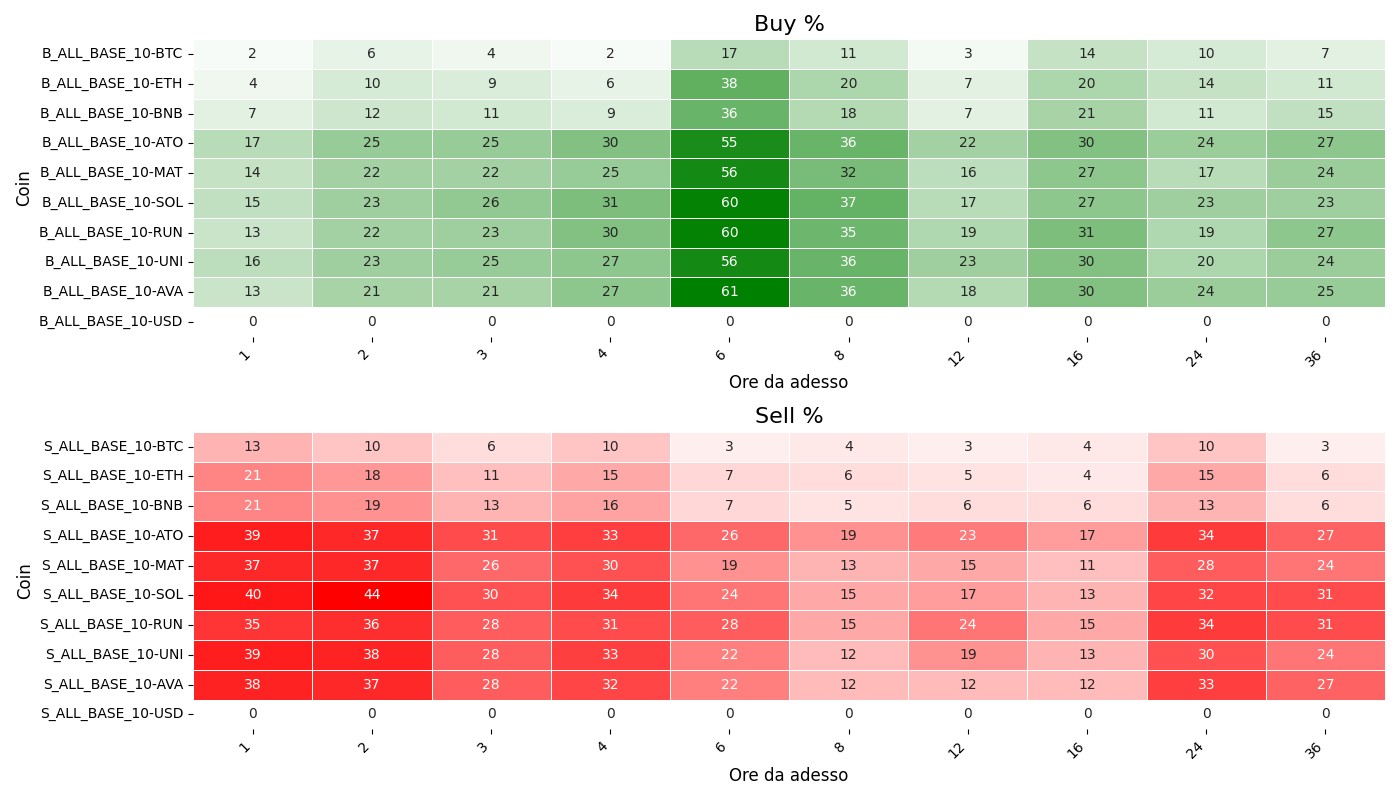 Buy %
Coin
B_ALL_BASE_10-BTC 2 6 4 2 17 11 3 14 10 7
B_ALL_BASE_10-ETH 4 10 9 6 38 20 7 20 14 11
B_ALL_BASE_10-BNB 7 12 11 9 36 18 7 21 11 15
B_ALL_BASE_10-ATO 17 25 25 30 55 36 22 30 24 27
B_ALL_BASE_10-MAT 14 22 22 25 56 32 16 27 17 24
B_ALL_BASE_10-SOL 15 23 26 31 60 37 17 27 23 23
B_ALL_BASE_10-RUN 13 22 23 30 60 35 19 31 19 27
B_ALL_BASE_10-UNI 16 23 25 27 56 36 23 30 20 24
B_ALL_BASE_10-AVA 13 21 21 27 61 36 18 30 24 25
B_ALL_BASE_10-USD 0 0 0 0 0 0 0 0 0 0
1 2 3 4 6 8 12 16 24 36
Ore da adesso
Sell %
Coin
S_ALL_BASE_10-BTC 13 10 6 10 3 4 3 4 10 3
S_ALL_BASE_10-ETH 21 18 11 15 7 6 5 4 15 6
S_ALL_BASE_10-BNB 21 19 13 16 7 5 6 6 13 6
S_ALL_BASE_10-ATO 39 37 31 33 26 19 23 17 34 27
S_ALL_BASE_10-MAT 37 37 26 30 19 13 15 11 28 24
S_ALL_BASE_10-SOL 40 44 30 34 24 15 17 13 32 31
S_ALL_BASE_10-RUN 35 36 28 31 28 15 24 15 34 31
S_ALL_BASE_10-UNI 39 38 28 33 22 12 19 13 30 24
S_ALL_BASE_10-AVA 38 37 28 32 22 12 12 12 33 27
S_ALL_BASE_10-USD 0 0 0 0 0 0 0 0 0 0
1 2 3 4 6 8 12 16 24 36
Ore da adesso